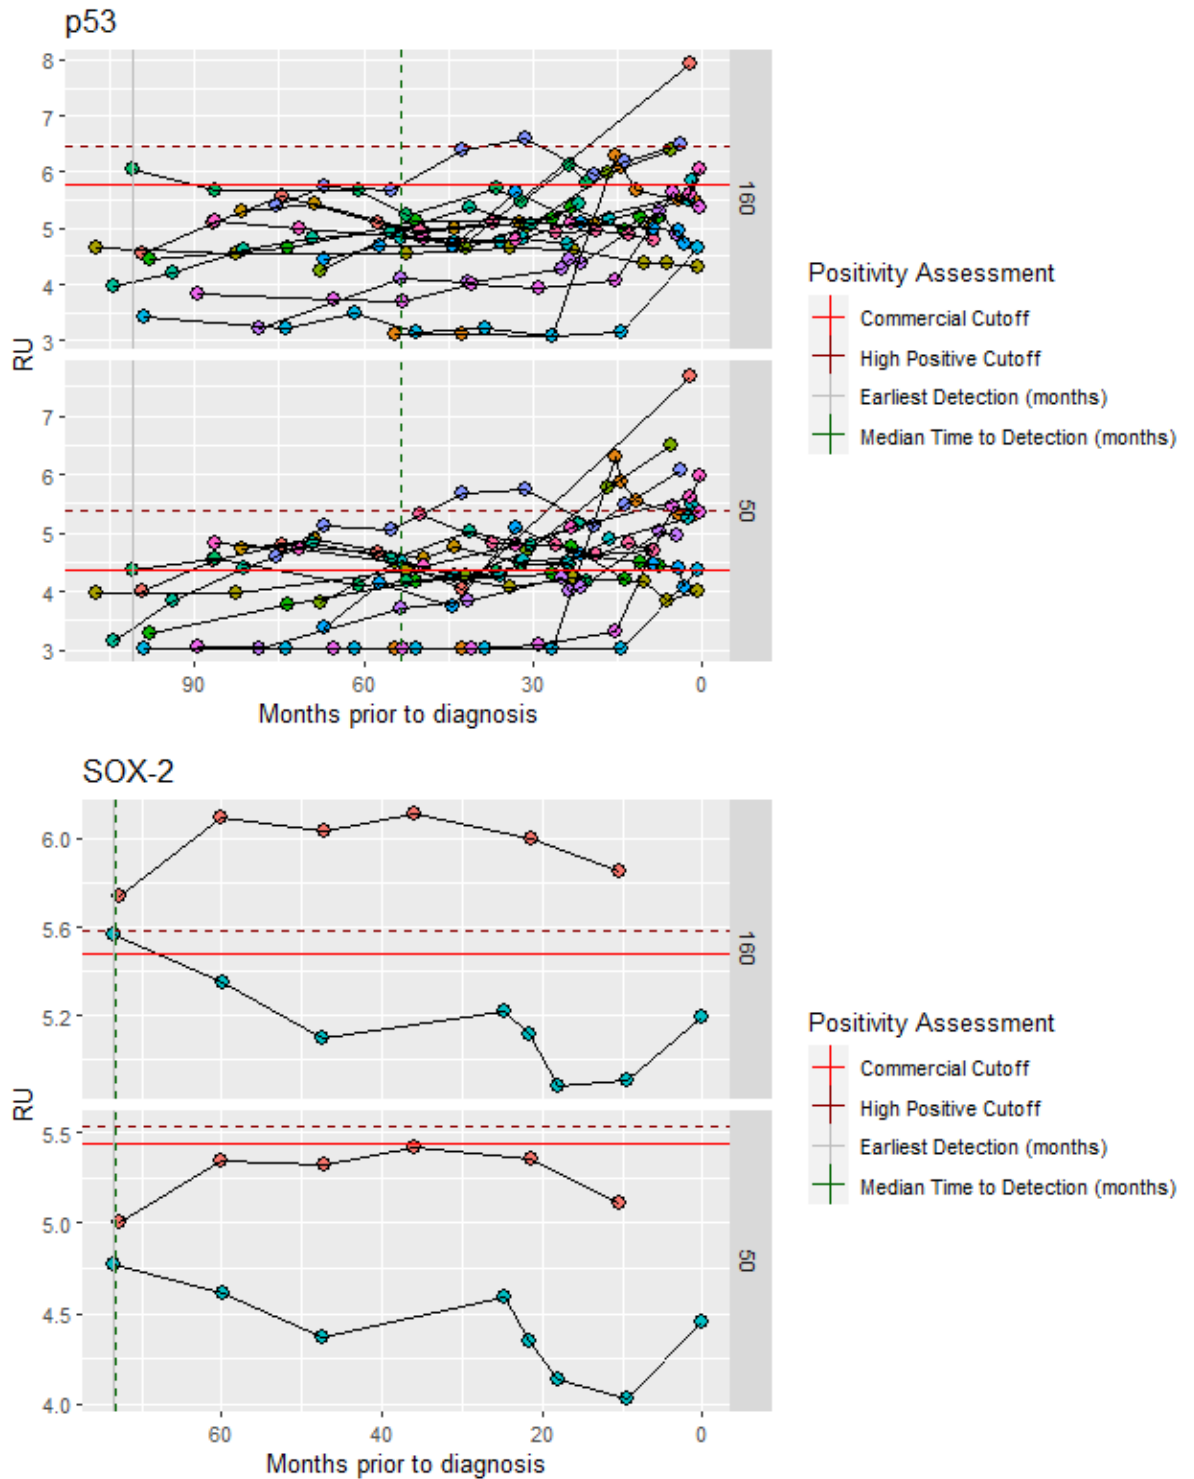 p53
8
7
6
5
4
3
160
7
6
5
4
3
50
RU
90 60 30 0
Months prior to diagnosis
Positivity Assessment
Commercial Cutoff
High Positive Cutoff
Earliest Detection (months)
Median Time to Detection (months)
SOX-2
6.0
5.6
5.2
160
5.5
5.0
4.5
4.0
50
RU
60 40 20 0
Months prior to diagnosis
Positivity Assessment
Commercial Cutoff
High Positive Cutoff
Earliest Detection (months)
Median Time to Detection (months)